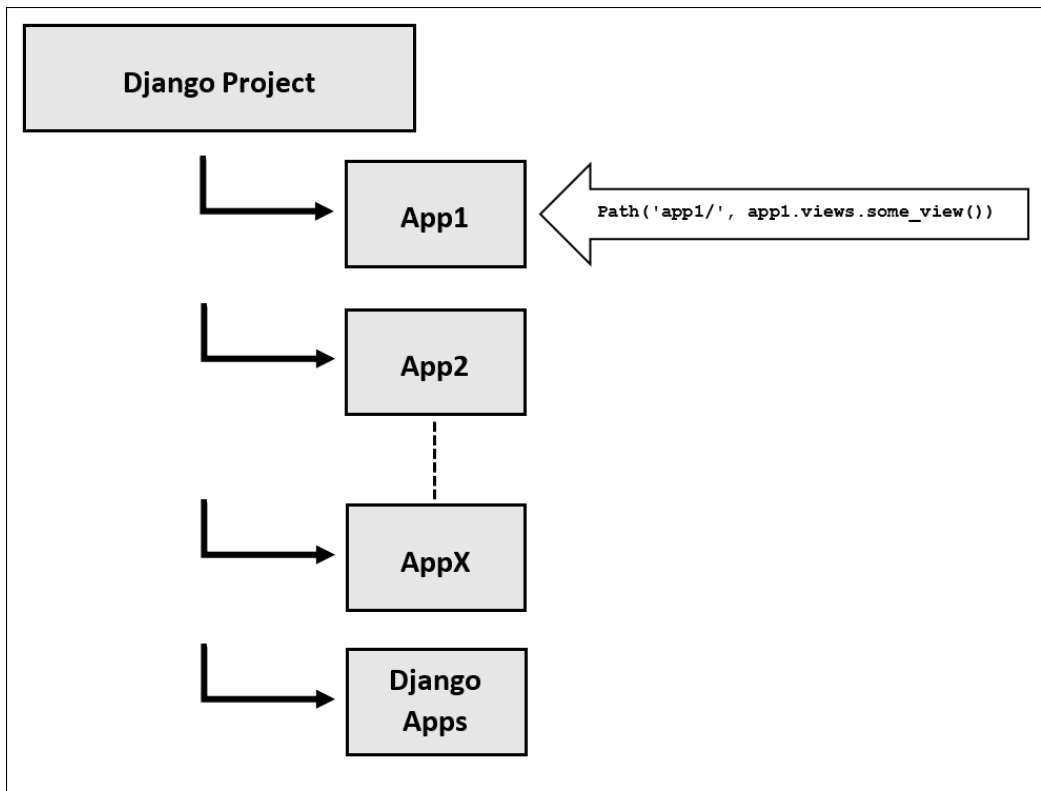 Django Project
App1
Path('app1/', app1.views.some_view())
App2
AppX
Django
Apps